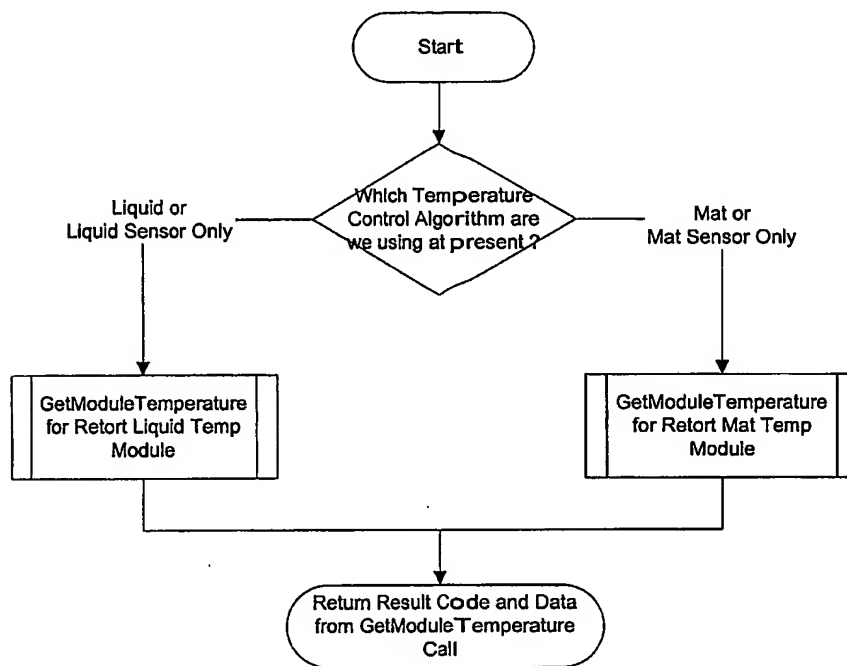 Start
Which Temperature
Control Algorithm are
we using at present ?
Liquid or
Liquid Sensor Only
Mat or
Mat Sensor Only
GetModuleTemperature
for Retort Liquid Temp
Module
GetModuleTemperature
for Retort Mat Temp
Module
Return Result Code and Data
from GetModuleTemperature
Call